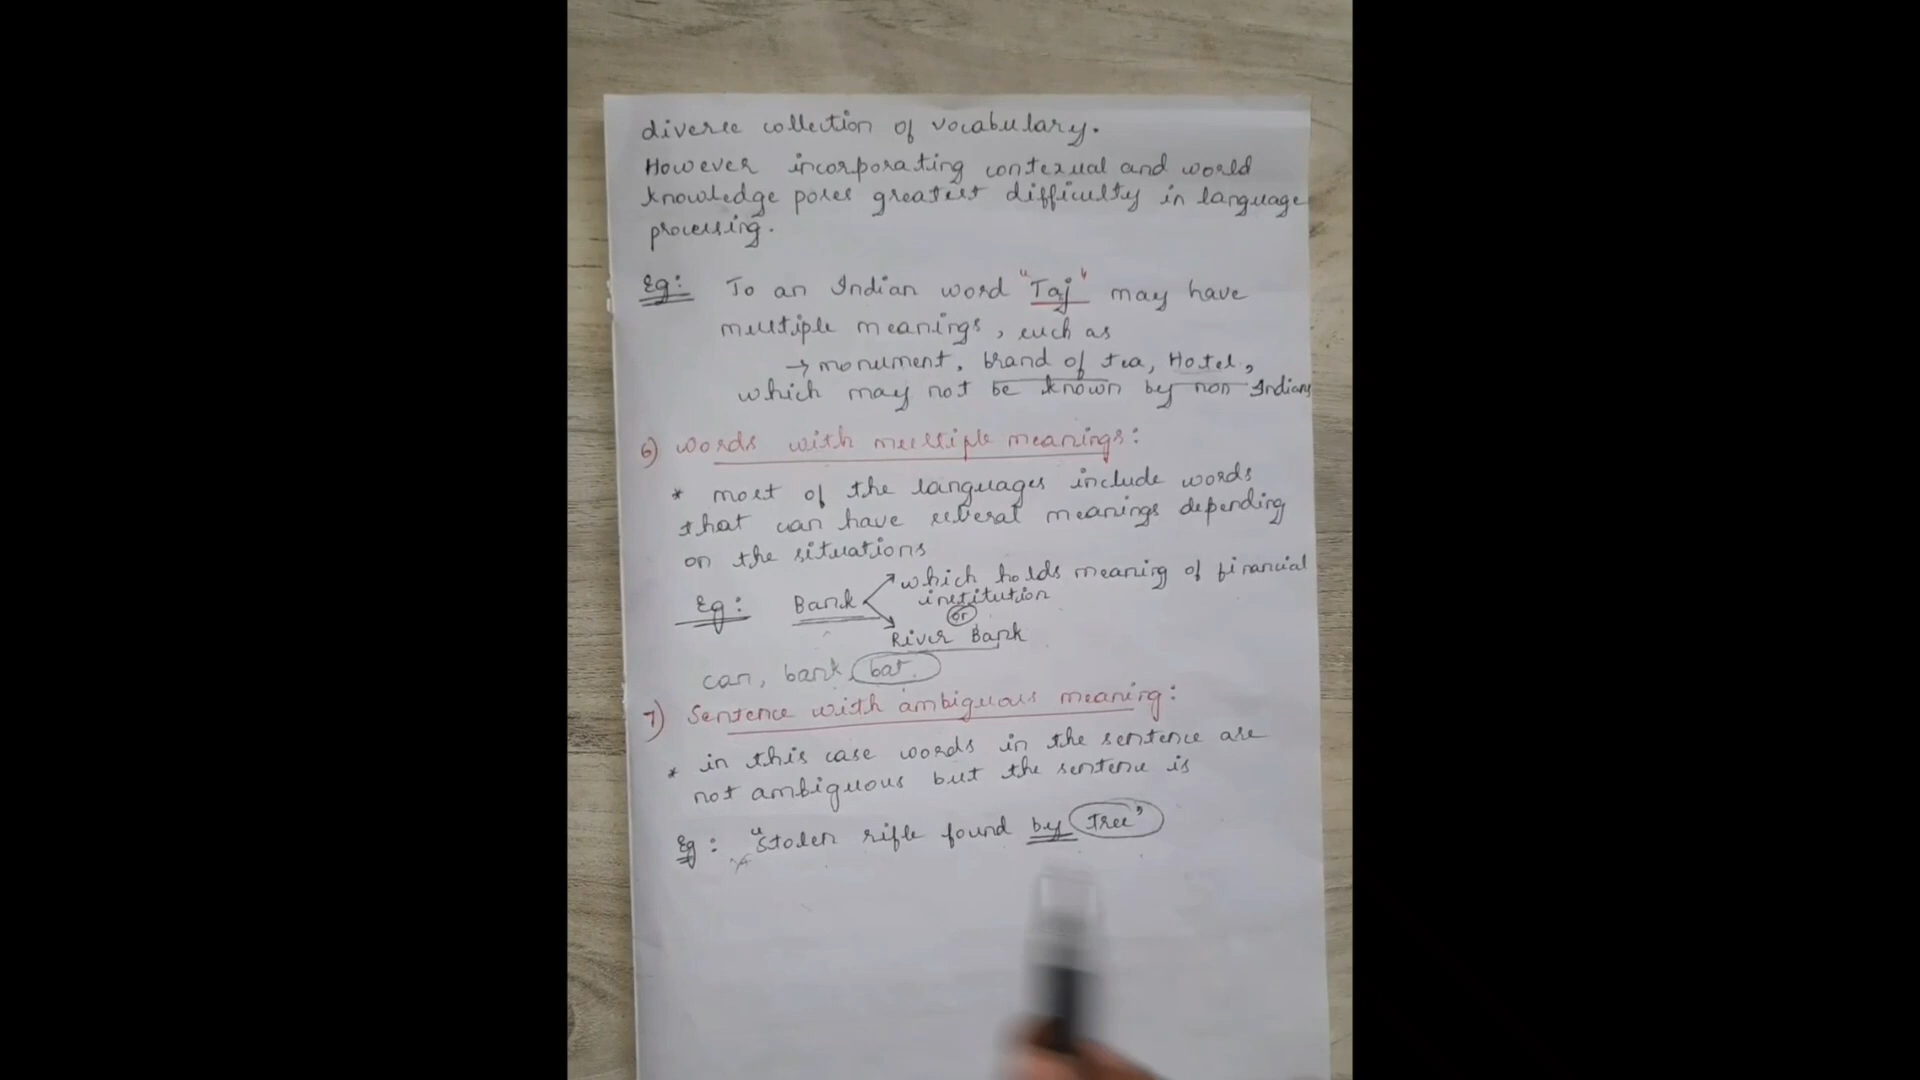 diverse collection of vocabulary.
However incorporating contexual and world
knowledge poses greatest difficulty in language
processing.
Eg: To an Indian word "Taj" may have
multiple meanings, such as
→ monument, brand of tea, Hotel,
which may not be known by non Indians
6) words with multiple meanings:
* most of the languages include words
that can have several meanings depending
on the situations
Eg: Bank which holds meaning of financial
institution
or
River Bank
can, bank, bat.
7) Sentence with ambiguous meaning:
* in this case words in the sentence are
not ambiguous but the sentence is
Eg: "Stolen rifle found by tree"